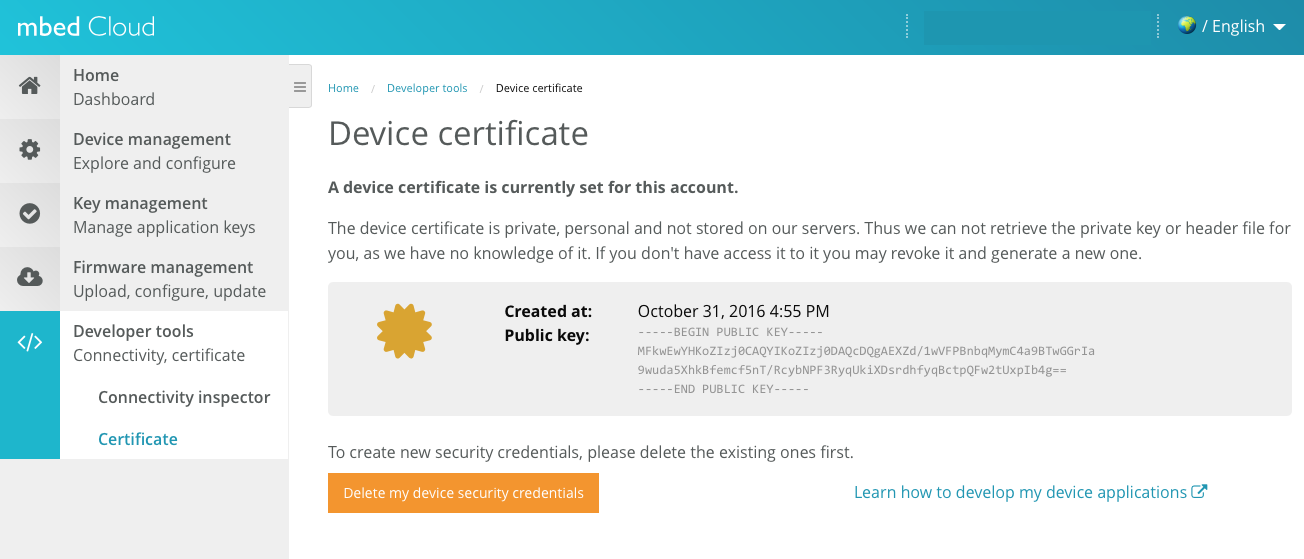 mbed Cloud
/ English
Home
Dashboard
Device management
Explore and configure
Key management
Manage application keys
Firmware management
Upload, configure, update
Developer tools
Connectivity, certificate
Connectivity inspector
Certificate
Home / Developer tools / Device certificate
Device certificate
A device certificate is currently set for this account.
The device certificate is private, personal and not stored on our servers. Thus we can not retrieve the private key or header file for
you, as we have no knowledge of it. If you don't have access it to it you may revoke it and generate a new one.
Created at: October 31, 2016 4:55 PM
Public key:
-----BEGIN PUBLIC KEY-----
MFkwEwYHKoZIzj0CAQYIKoZIzj0DAQcDQgAEXZd/1wVFPBnbqMymC4a9BTwGGrIa
9wuda5XhkBfemcf5nT/RcybNPF3RyqUkiXDsrdhfyqBctpQFw2tUxpIb4g==
-----END PUBLIC KEY-----
To create new security credentials, please delete the existing ones first.
Delete my device security credentials
Learn how to develop my device applications